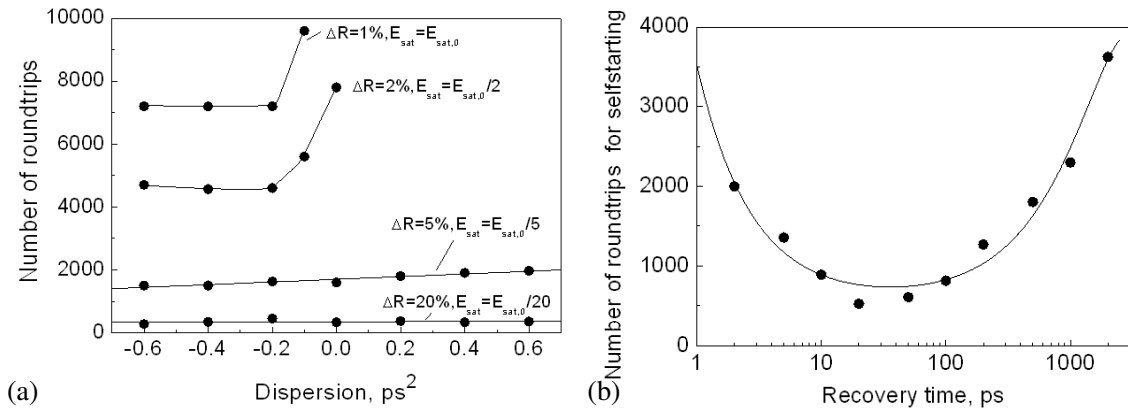 10000
8000
6000
4000
2000
0
Number of roundtrips
ΔR=1%,E_sat=E_sat,0
ΔR=2%,E_sat=E_sat,0/2
ΔR=5%,E_sat=E_sat,0/5
ΔR=20%,E_sat=E_sat,0/20
-0.6 -0.4 -0.2 0.0 0.2 0.4 0.6
Dispersion, ps²
(a)
4000
3000
2000
1000
0
Number of roundtrips for selfstarting
1 10 100 1000
Recovery time, ps
(b)